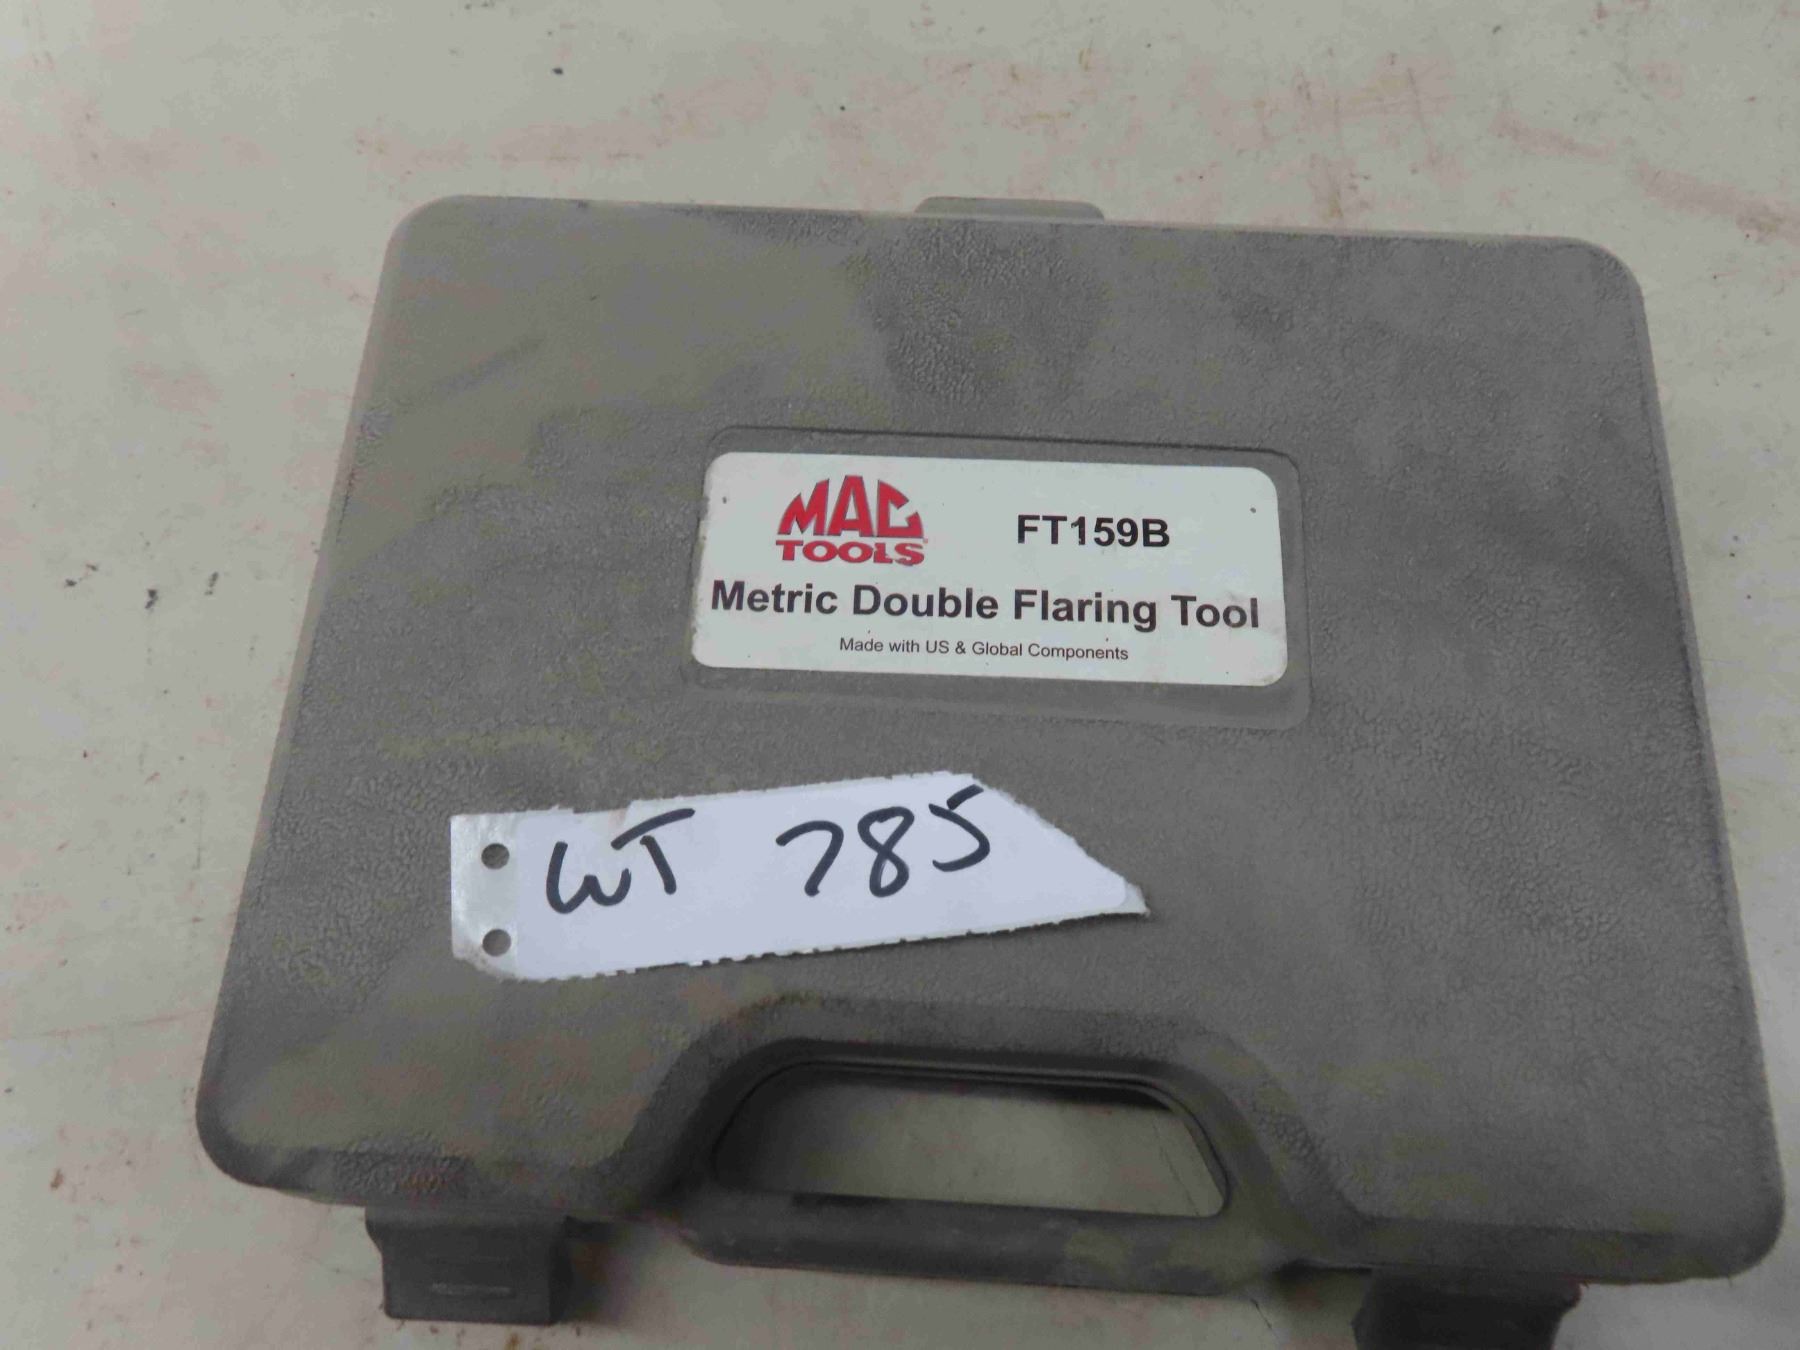 MAC TOOLS
FT159B
Metric Double Flaring Tool
Made with US & Global Components
WT 785